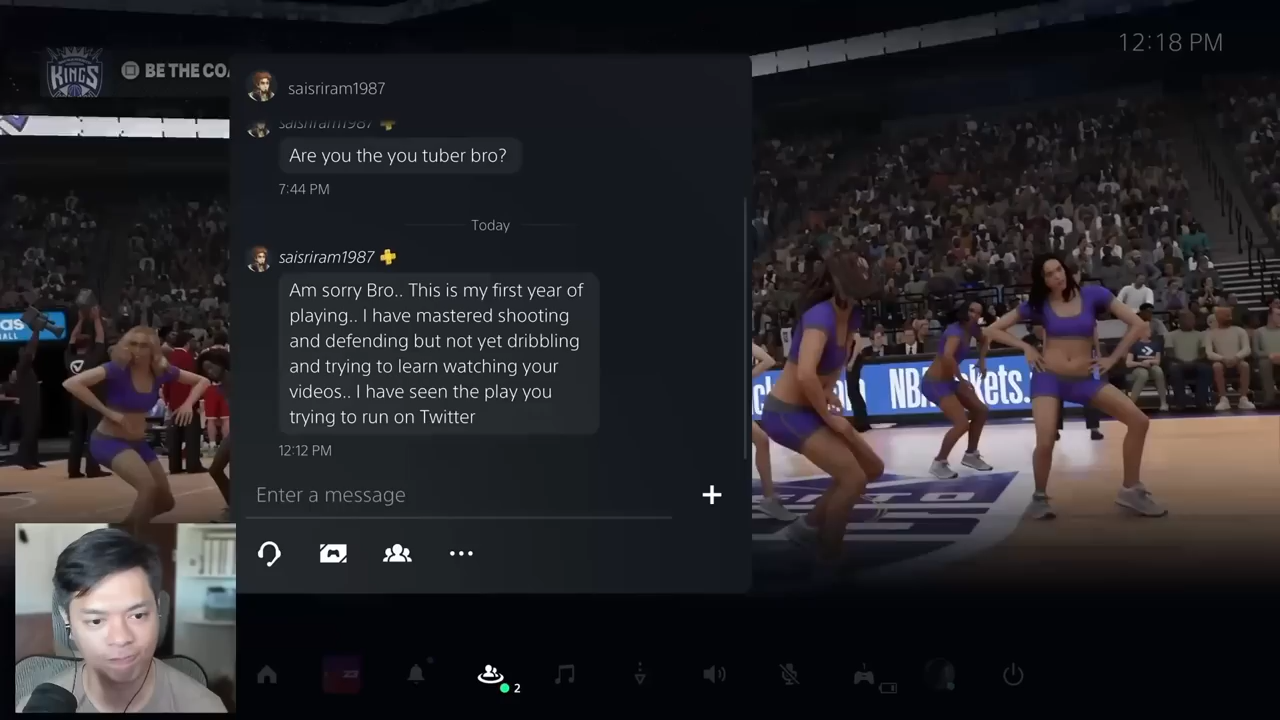 12:18 PM
KINGS
BE THE COA
saisriram1987
saisriram1987
Are you the you tuber bro?
7:44 PM
Today
saisriram1987
Am sorry Bro.. This is my first year of
playing.. I have mastered shooting
and defending but not yet dribbling
and trying to learn watching your
videos.. I have seen the play you
trying to run on Twitter
12:12 PM
Enter a message
2